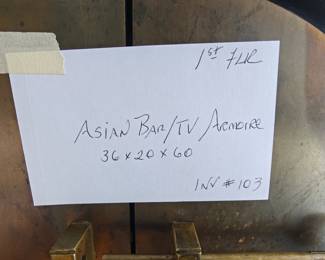 1st FLR
ASIAN BAR/TV ARMOIRE
36 x 20 x 60
INV #103